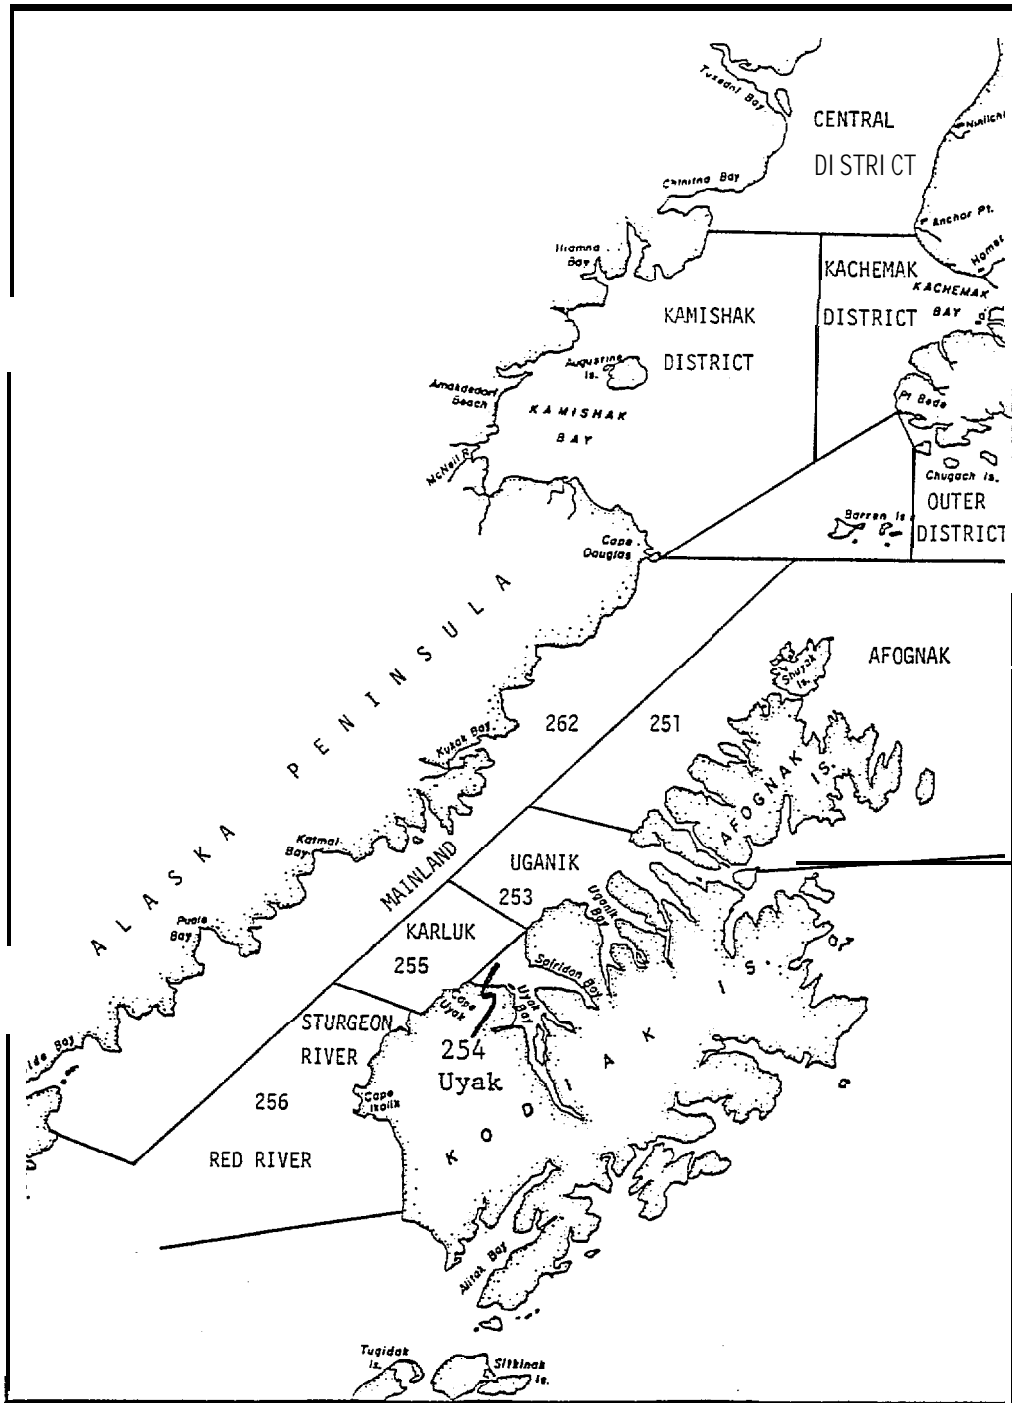 Tuxedni Bay
CENTRAL
DISTRICT
Ninilchi
Chinitna Bay
Anchor Pt.
Homer
Iliamna
Bay
KACHEMAK
DISTRICT
KACHEMAK
BAY
KAMISHAK
DISTRICT
Augustine
Is.
Amakdedori
Beach
KAMISHAK
BAY
Pt Bede
McNeil R.
Chugach Is.
OUTER
DISTRICT
Barren Is
Cape
Douglas
ALASKA PENINSULA
Shuyak
Is.
AFOGNAK
262
251
Kukak Bay
AFOGNAK IS.
Katmai
Bay
MAINLAND
UGANIK
253
Uganik
Bay
Puale
Bay
KARLUK
255
Spiridon Bay
Cape
Uyak
Uyak
Bay
STURGEON
RIVER
254
Uyak
ide Bay
256
Cape
Ikolik
KODIAK IS.
RED RIVER
Alitak Bay
Tugidak
Is.
Sitkinak
Is.